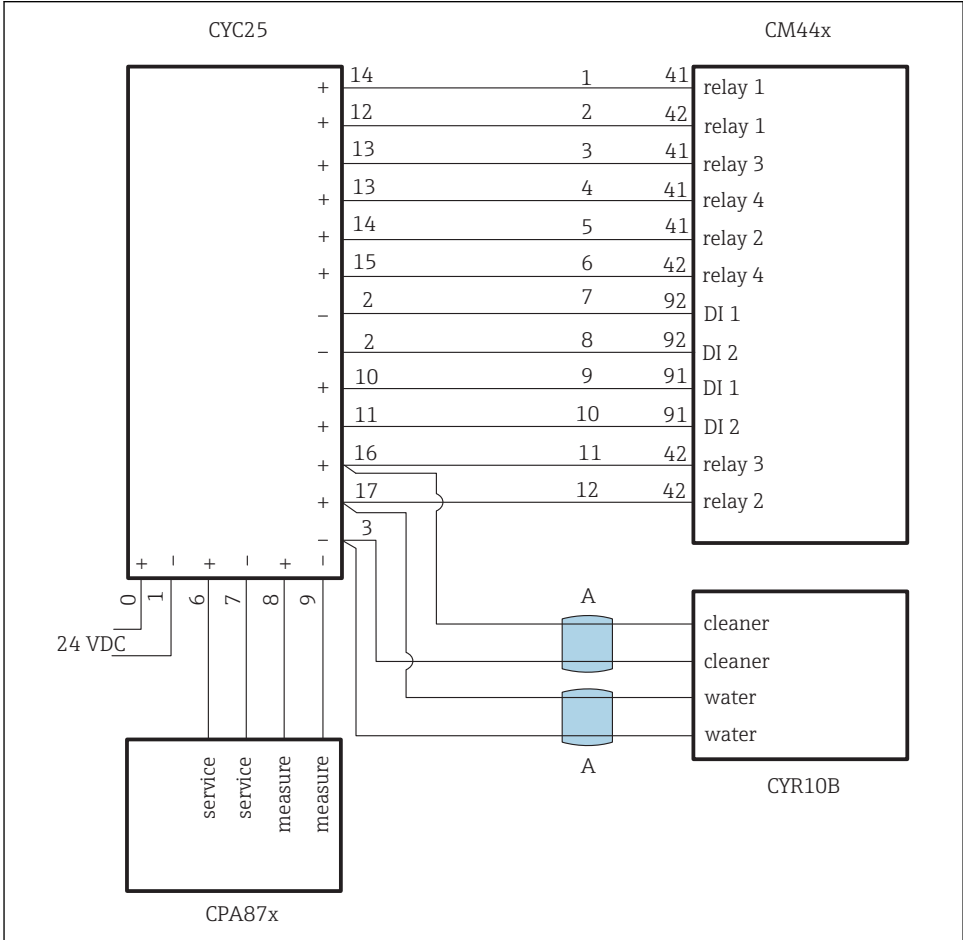 CYC25 CM44x
+ 14 1 41 relay 1
+ 12 2 42 relay 1
+ 13 3 41 relay 3
+ 13 4 41 relay 4
+ 14 5 41 relay 2
+ 15 6 42 relay 4
− 2 7 92 DI 1
− 2 8 92 DI 2
+ 10 9 91 DI 1
+ 11 10 91 DI 2
+ 16 11 42 relay 3
+ 17 12 42 relay 2
− 3
+ − + − + −
0 1 6 7 8 9
24 VDC
A
cleaner
cleaner
water
water
A
CYR10B
service
service
measure
measure
CPA87x